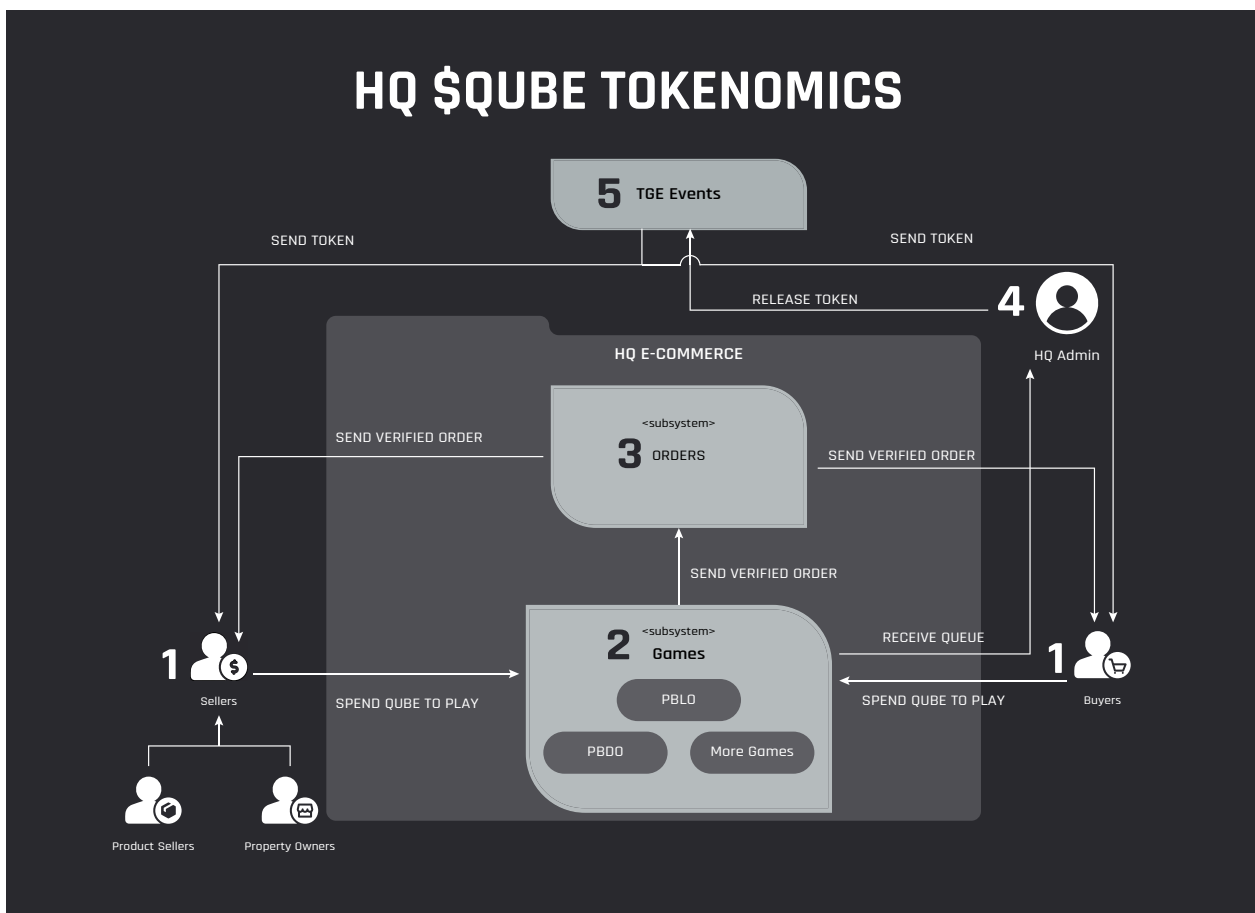 HQ $QUBE TOKENOMICS
5 TGE Events
SEND TOKEN
SEND TOKEN
RELEASE TOKEN
4
HQ Admin
HQ E-COMMERCE
<subsystem>
3 ORDERS
SEND VERIFIED ORDER
SEND VERIFIED ORDER
SEND VERIFIED ORDER
<subsystem>
2 Games
PBLO
PBDO
More Games
RECEIVE QUEUE
1
$
Sellers
SPEND QUBE TO PLAY
1
Buyers
SPEND QUBE TO PLAY
Product Sellers
Property Owners